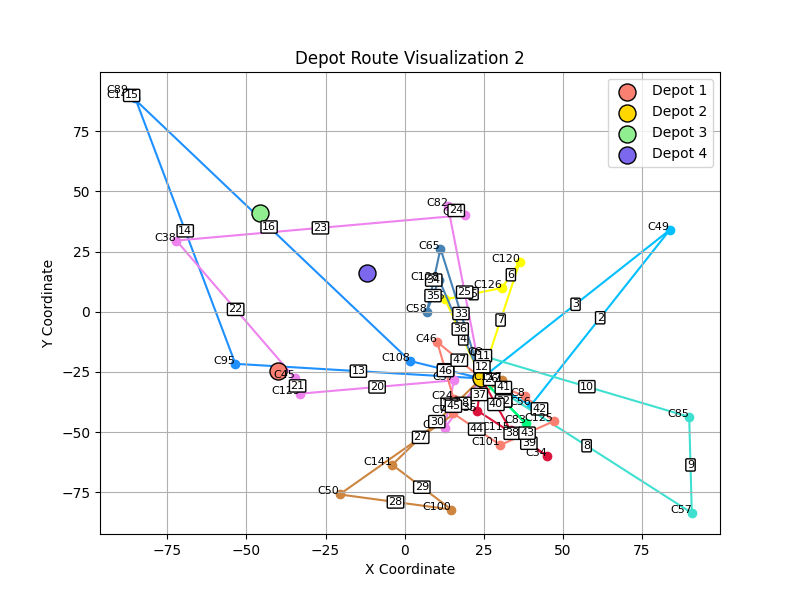 Depot Route Visualization 2
Depot 1
Depot 2
Depot 3
Depot 4
Y Coordinate
X Coordinate
75
50
25
0
−25
−50
−75
−75
−50
−25
0
25
50
75
C89
15
C82
24
C49
14
16
23
C38
C65
C120
6
C126
25
35
C58
22
3
2
33
7
36
4
C46
C108
11
C95
47
12
13
46
C45
21
20
10
41
C8
37
40
C56
42
45
C85
C83
C125
30
44
38
43
27
C101
39
8
C34
C141
9
29
C50
28
C100
C57